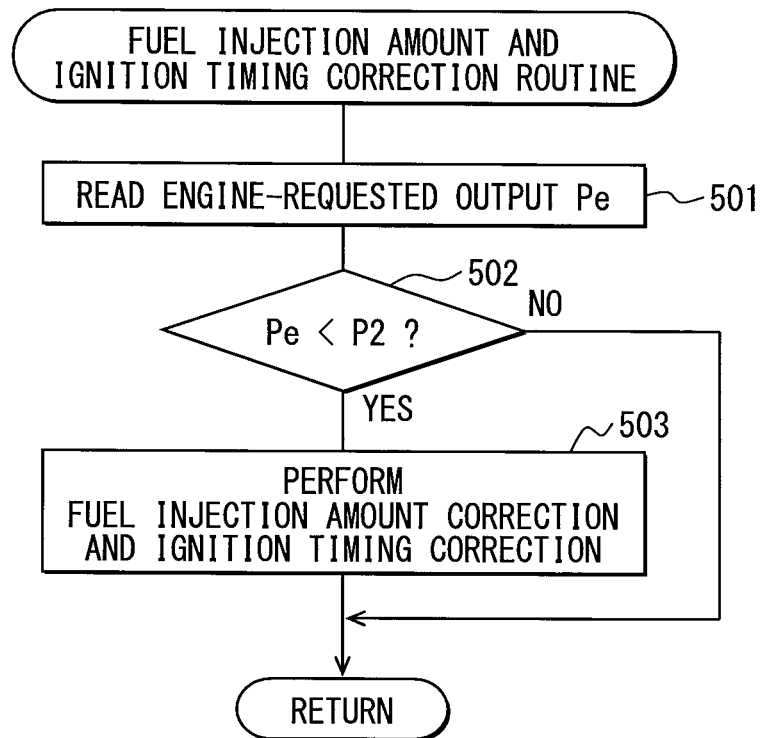 FUEL INJECTION AMOUNT AND
IGNITION TIMING CORRECTION ROUTINE
READ ENGINE-REQUESTED OUTPUT Pe
501
502
NO
Pe < P2 ?
YES
503
PERFORM
FUEL INJECTION AMOUNT CORRECTION
AND IGNITION TIMING CORRECTION
RETURN